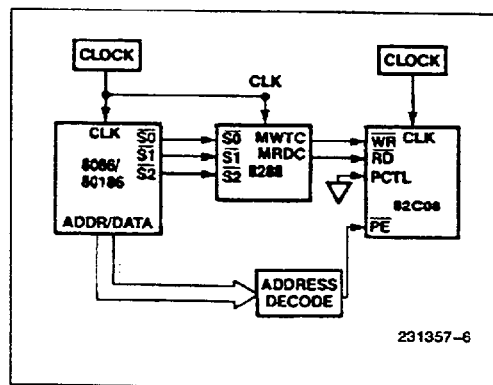 CLOCK
CLOCK
CLK
CLK
8086/
80186
S0
S1
S2
ADDR/DATA
S0
S1
S2
8288
MWTC
MRDC
CLK
WR
RD
PCTL
82C08
PE
ADDRESS
DECODE
231357-6